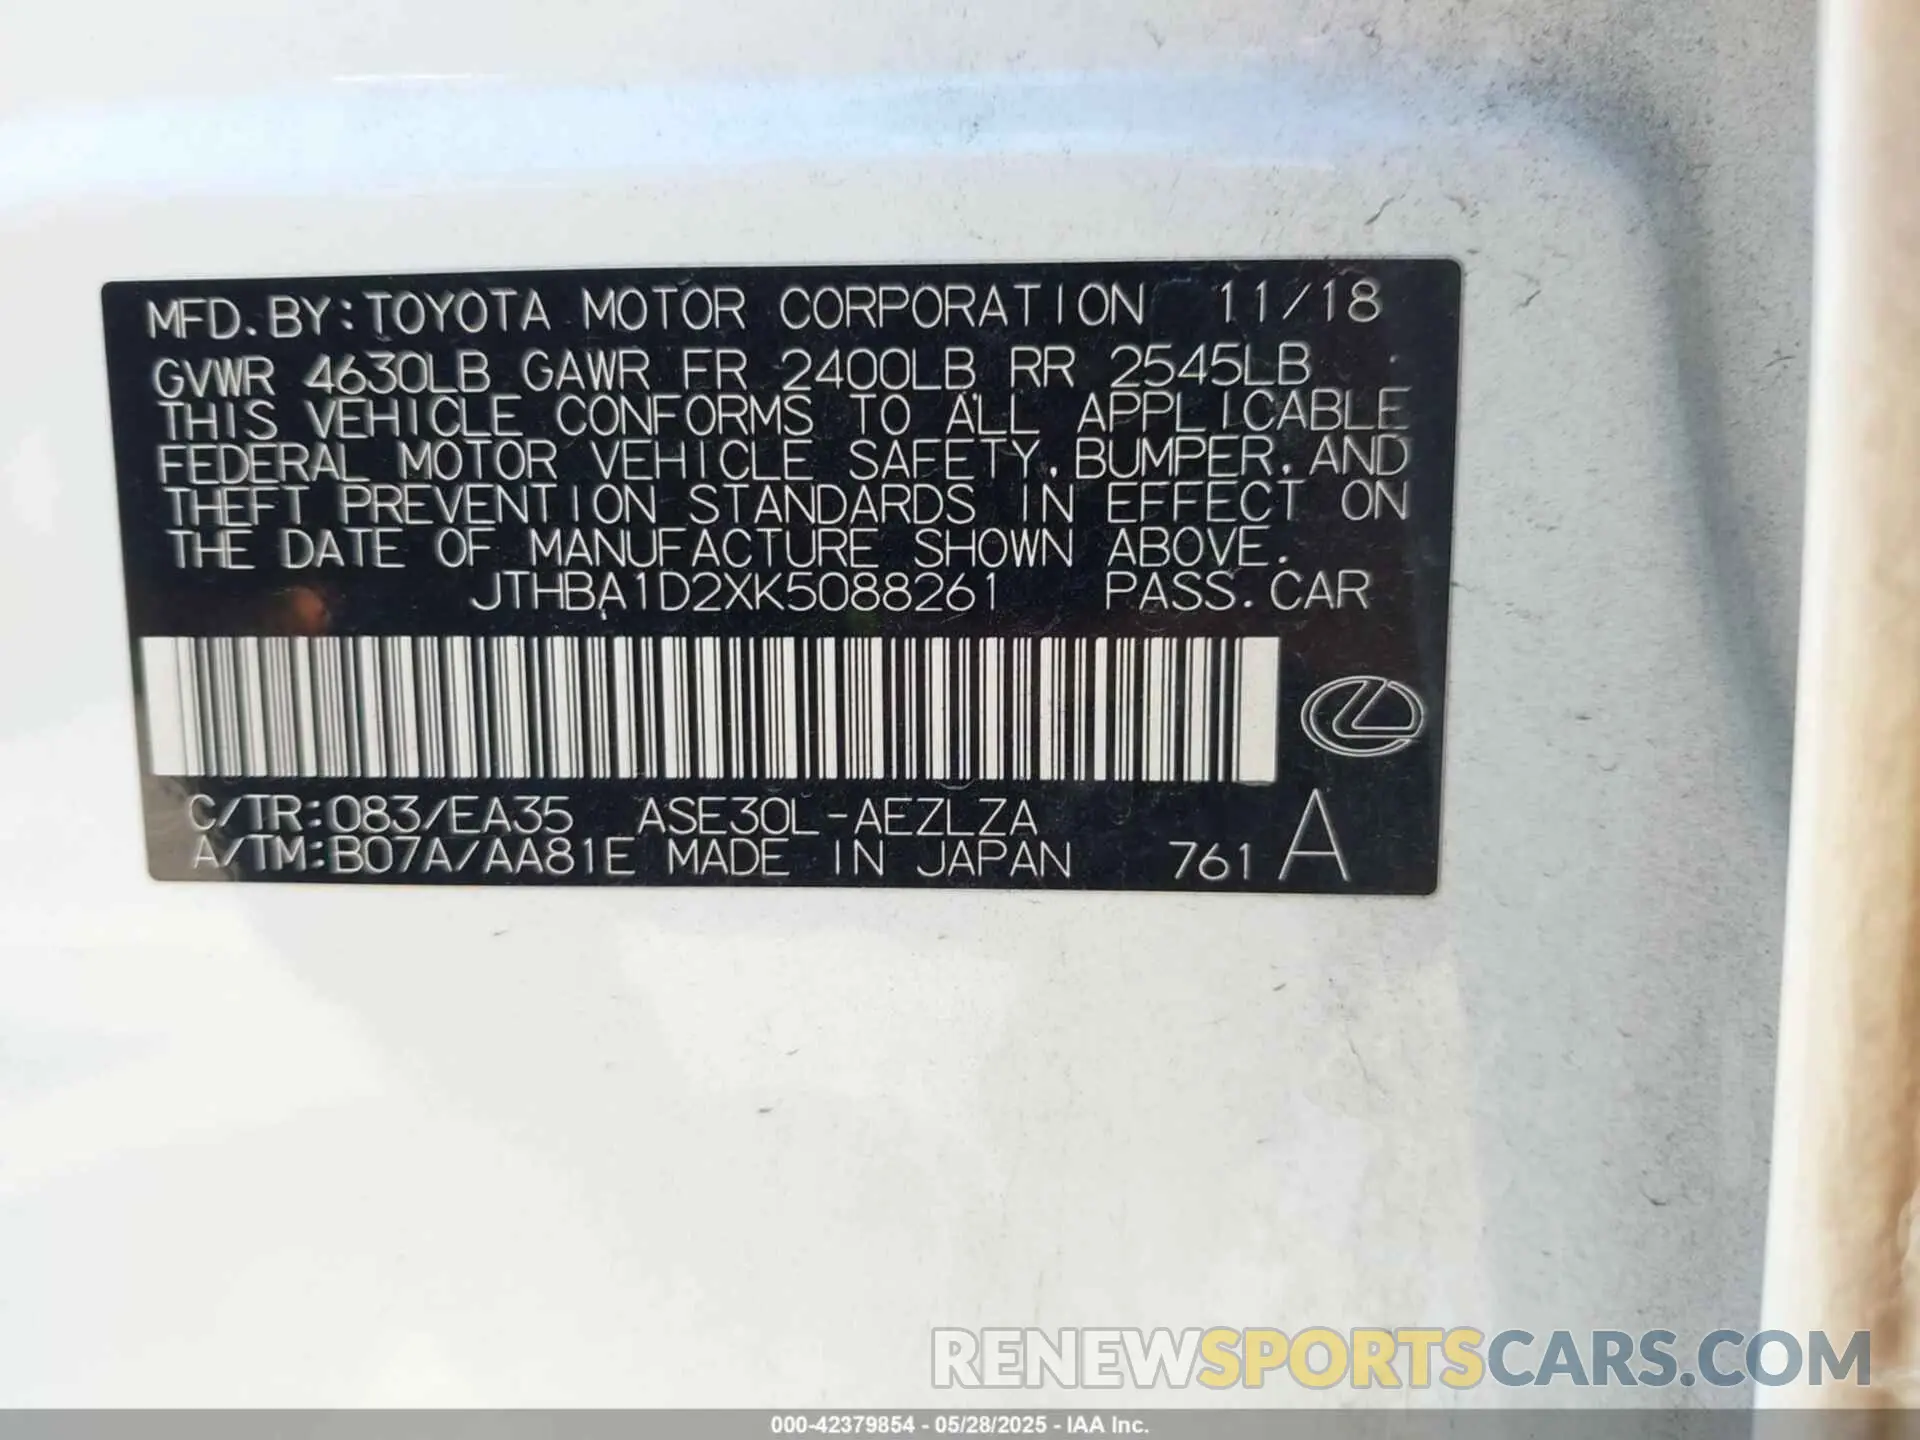 MFD. BY: TOYOTA MOTOR CORPORATION 11/18
GVWR 4630LB GAWR FR 2400LB RR 2545LB
THIS VEHICLE CONFORMS TO ALL APPLICABLE
FEDERAL MOTOR VEHICLE SAFETY, BUMPER, AND
THEFT PREVENTION STANDARDS IN EFFECT ON
THE DATE OF MANUFACTURE SHOWN ABOVE.
JTHBA1D2XK5088261 PASS. CAR
C/TR: 083/EA35 ASE30L-AEZLZA
A/TM: B07A/AA81E MADE IN JAPAN 761 A
RENEWSPORTSCARS.COM
000-42379854 - 05/28/2025 - IAA Inc.